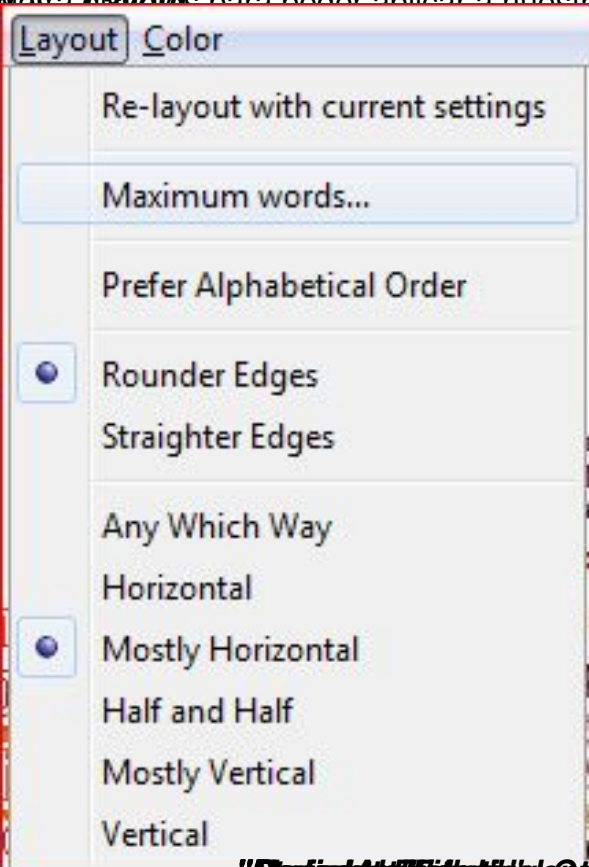 Layout Color
Re-layout with current settings
Maximum words...
Prefer Alphabetical Order
Rounder Edges
Straighter Edges
Any Which Way
Horizontal
Mostly Horizontal
Half and Half
Mostly Vertical
Vertical